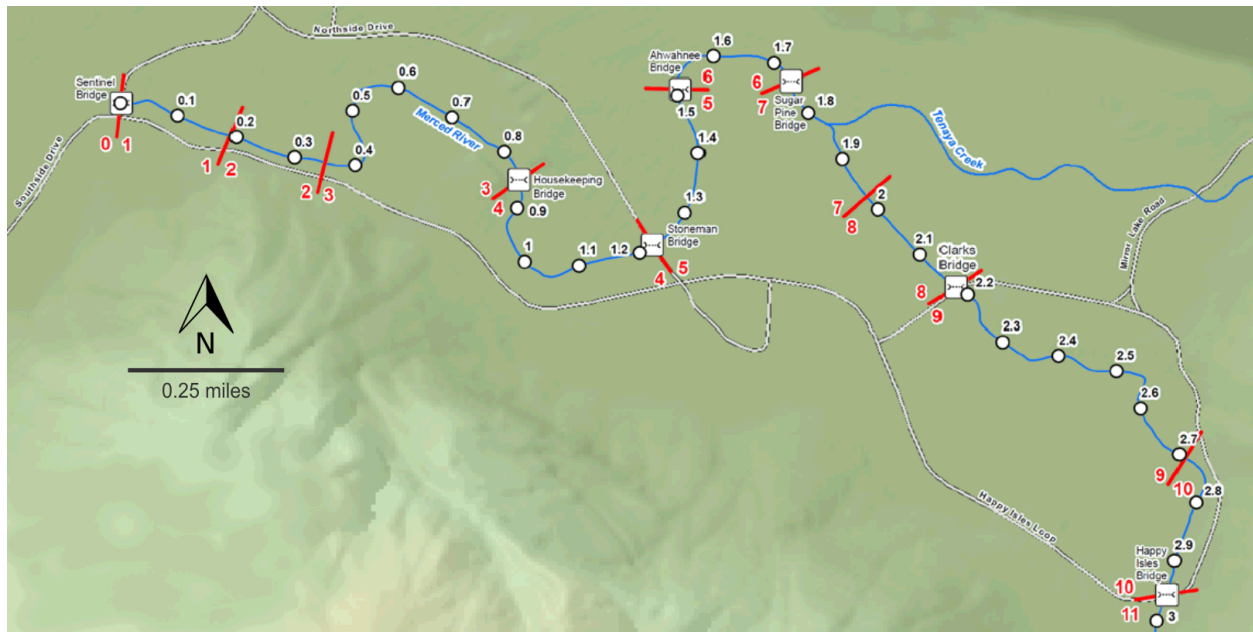 Northside Drive
1.6
1.7
Ahwahnee
Bridge
6
5
6
7
Sugar
Pine
Bridge
1.8
Sentinel
Bridge
0.1
0.2
0.3
0.4
0.5
0.6
0.7
0.8
Merced River
0 1
1 2
2 3
Southside Drive
1.5
1.4
1.3
1.9
Tenaya Creek
3
4
Housekeeping
Bridge
0.9
1
1.1
1.2
Stoneman
Bridge
5
4
7
8
2
2.1
Clarks
Bridge
2.2
8
9
Mirror Lake Road
2.3
2.4
2.5
2.6
2.7
9
10
2.8
2.9
N
0.25 miles
Happy Isles Loop
Happy
Isles
Bridge
10
11
3